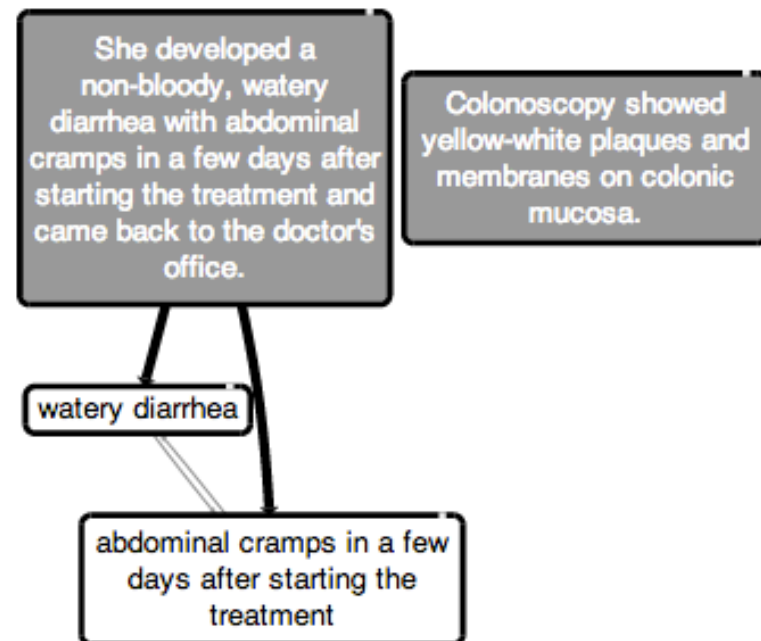 She developed a
non-bloody, watery
diarrhea with abdominal
cramps in a few days after
starting the treatment and
came back to the doctor's
office.
Colonoscopy showed
yellow-white plaques and
membranes on colonic
mucosa.
watery diarrhea
abdominal cramps in a few
days after starting the
treatment